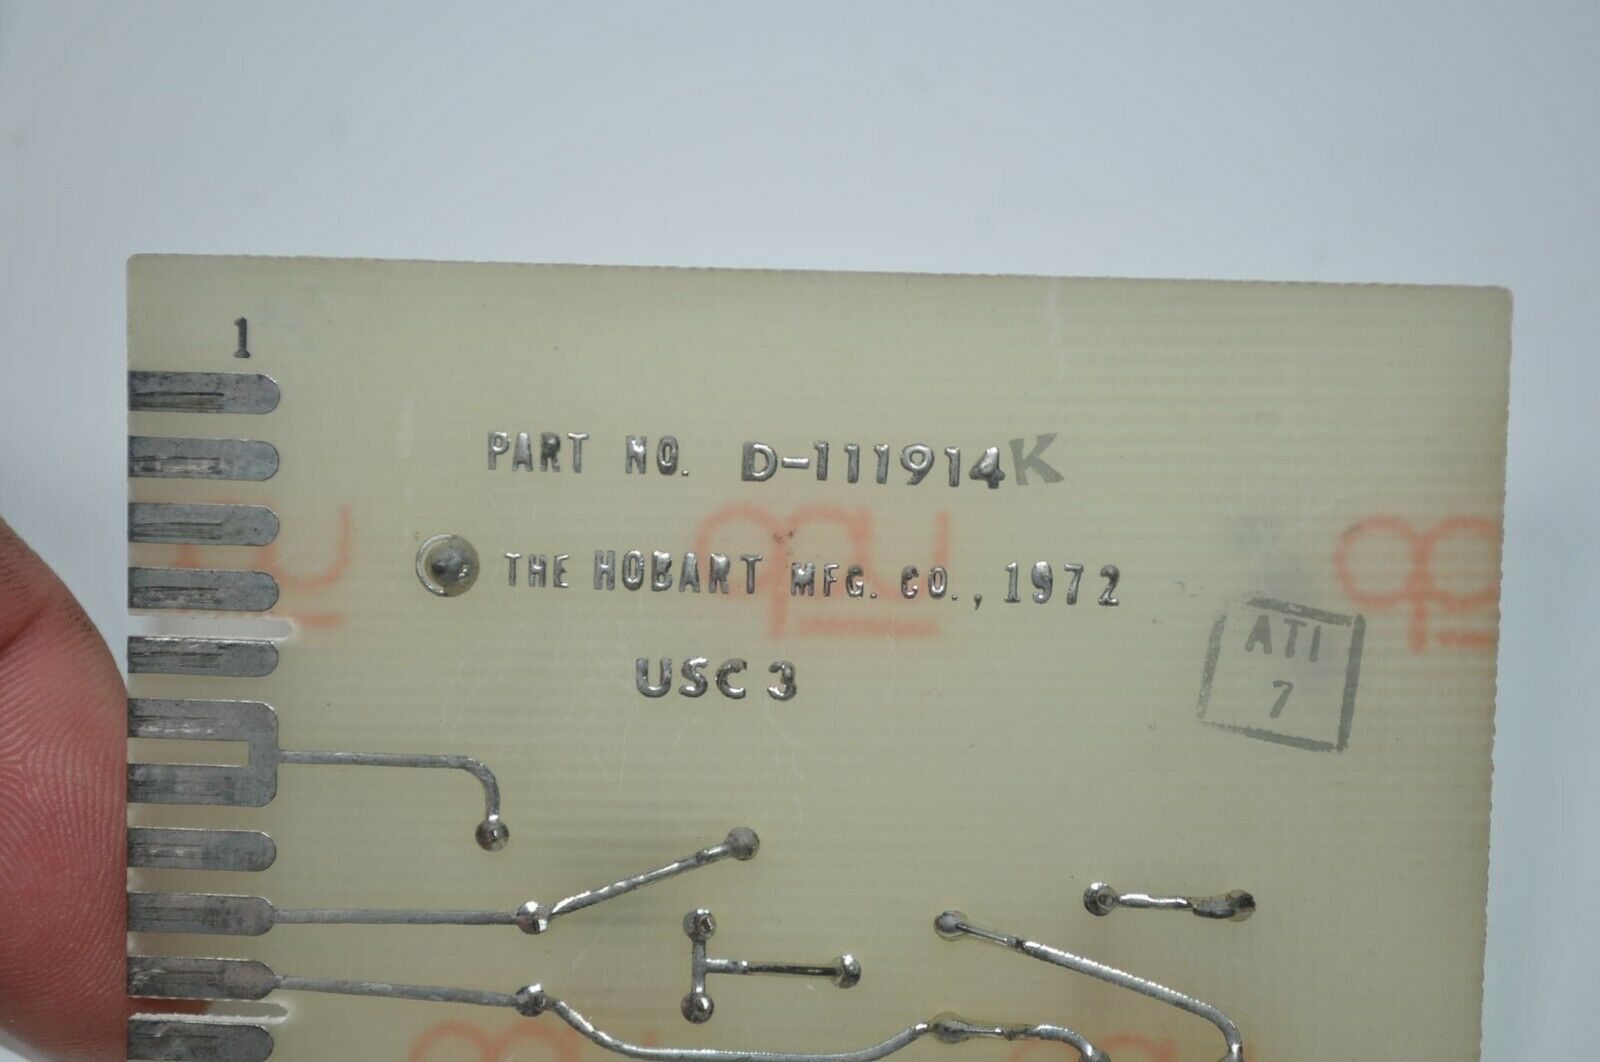 1
PART NO. D-111914K
THE HOBART MFG. CO., 1972
USC 3
ATI
7